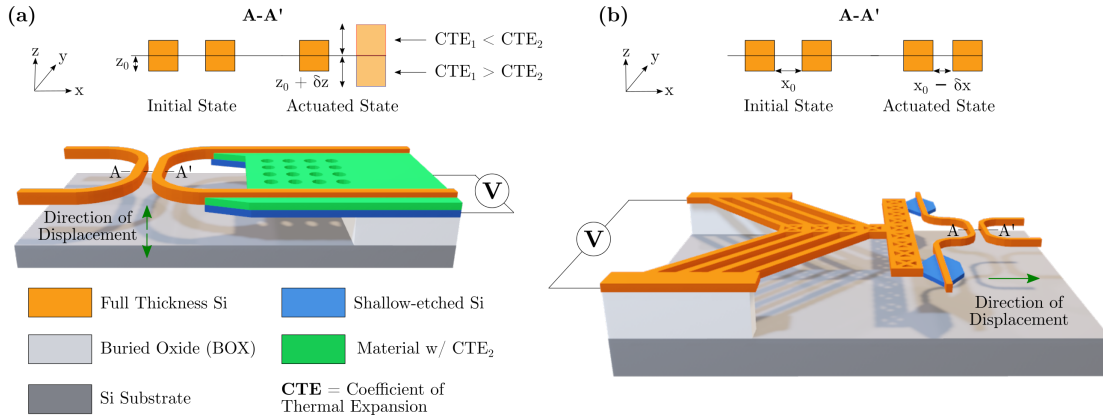 (a)
A-A'
z
y
x
z₀
CTE₁ < CTE₂
CTE₁ > CTE₂
z₀ + δz
Initial State
Actuated State
A
A'
V
Direction of
Displacement
Full Thickness Si
Shallow-etched Si
Buried Oxide (BOX)
Material w/ CTE₂
Si Substrate
CTE = Coefficient of
Thermal Expansion
(b)
A-A'
z
y
x
x₀
x₀ − δx
Initial State
Actuated State
V
A
A'
Direction of
Displacement